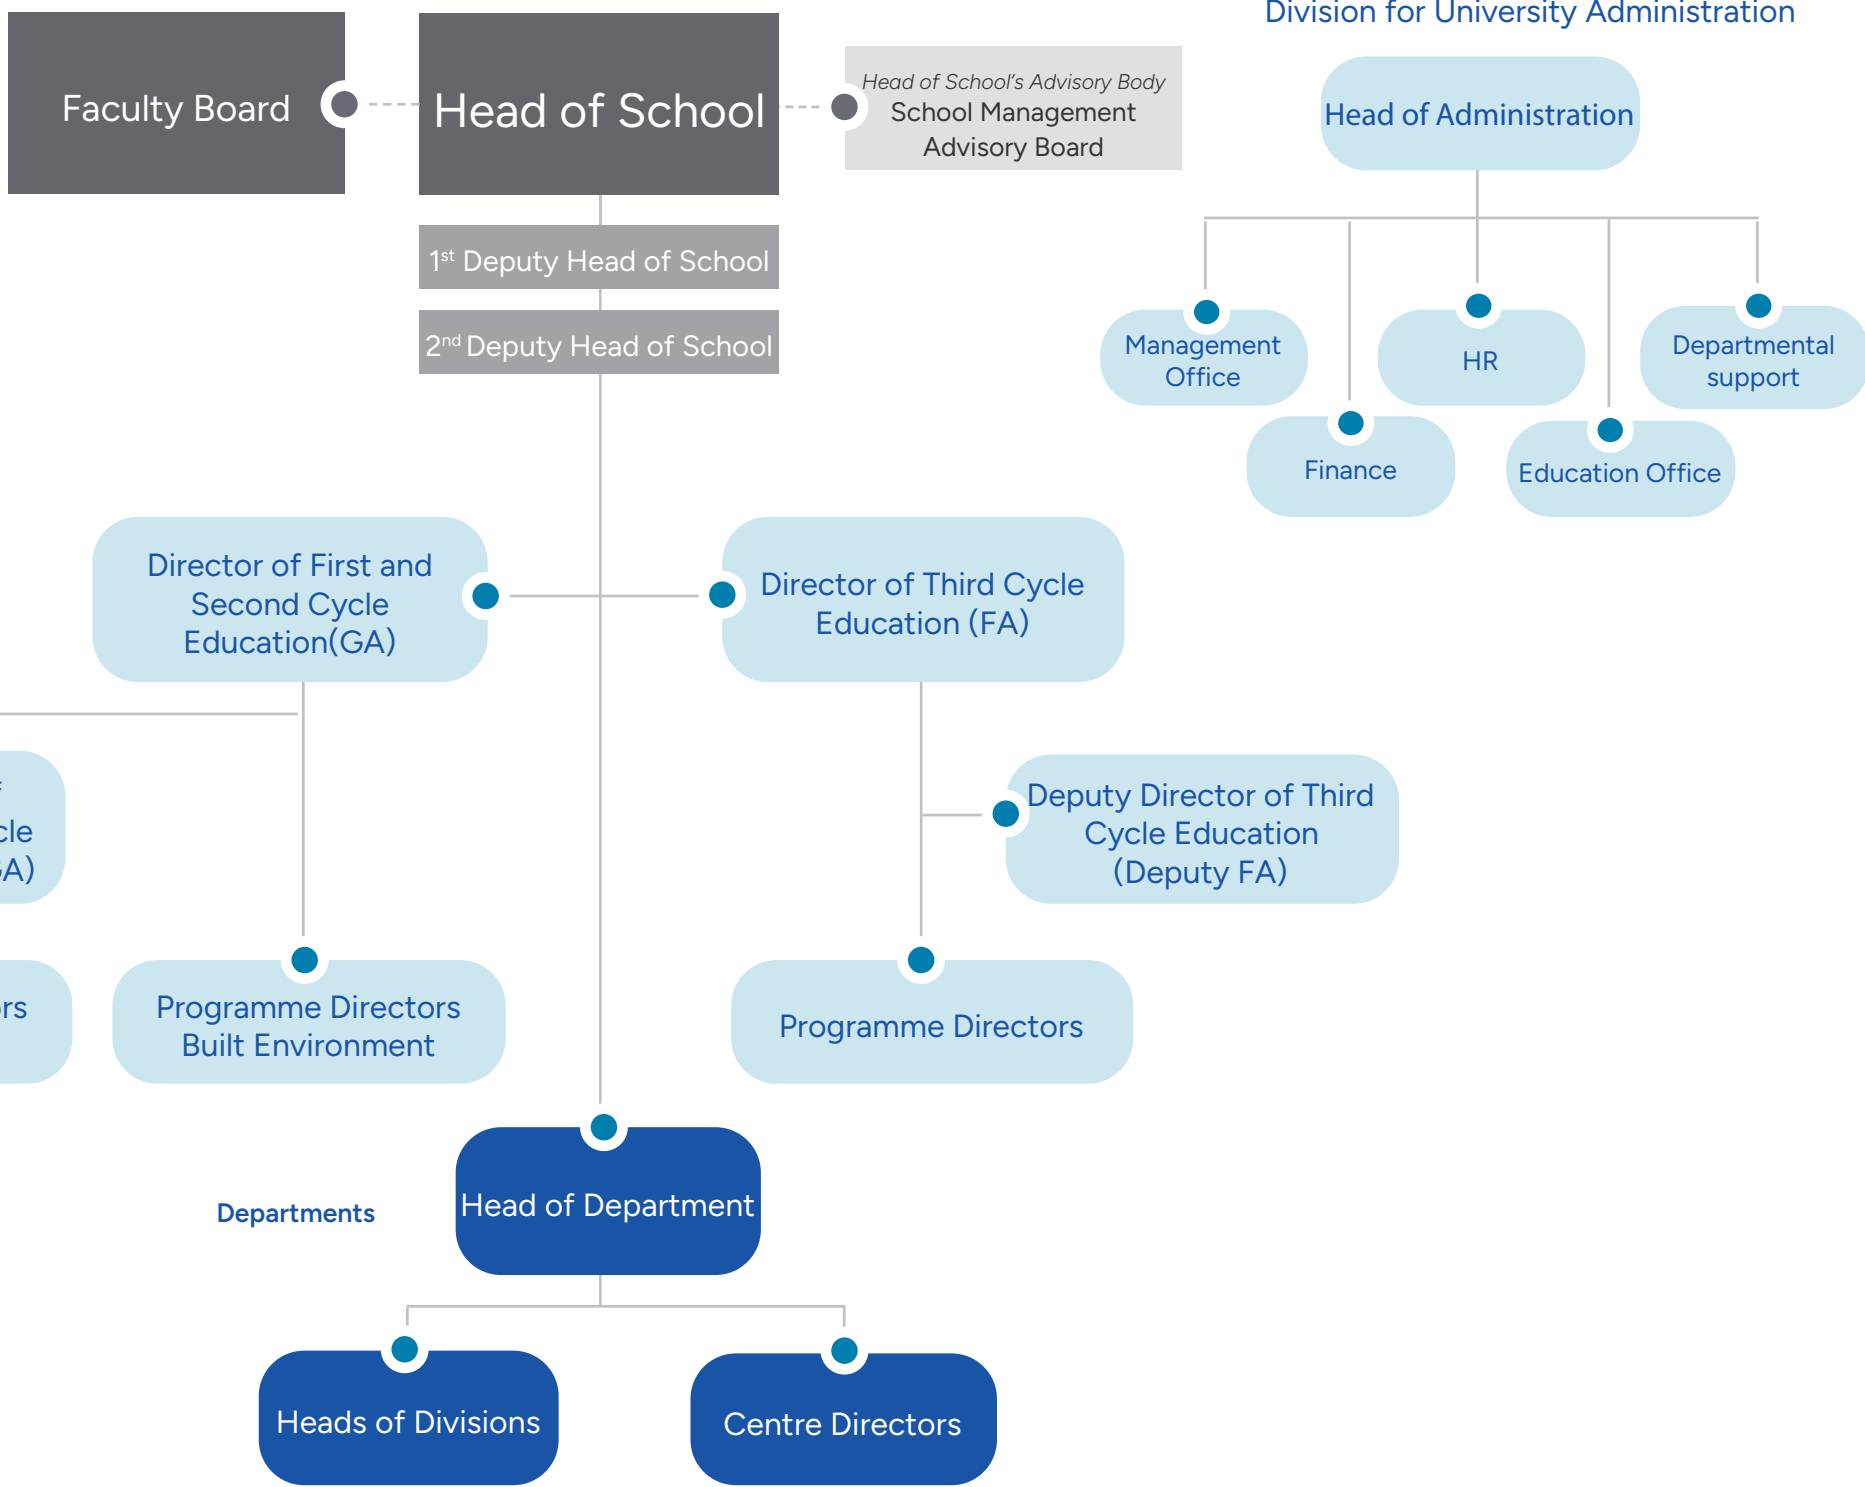 Division for University Administration
Faculty Board
Head of School
Head of School's Advisory Body
School Management
Advisory Board
Head of Administration
1st Deputy Head of School
2nd Deputy Head of School
Management
Office
HR
Departmental
support
Finance
Education Office
Director of First and
Second Cycle
Education(GA)
Director of Third Cycle
Education (FA)
Deputy Director of Third
Cycle Education
(Deputy FA)
Programme Directors
Built Environment
Programme Directors
Departments
Head of Department
Heads of Divisions
Centre Directors